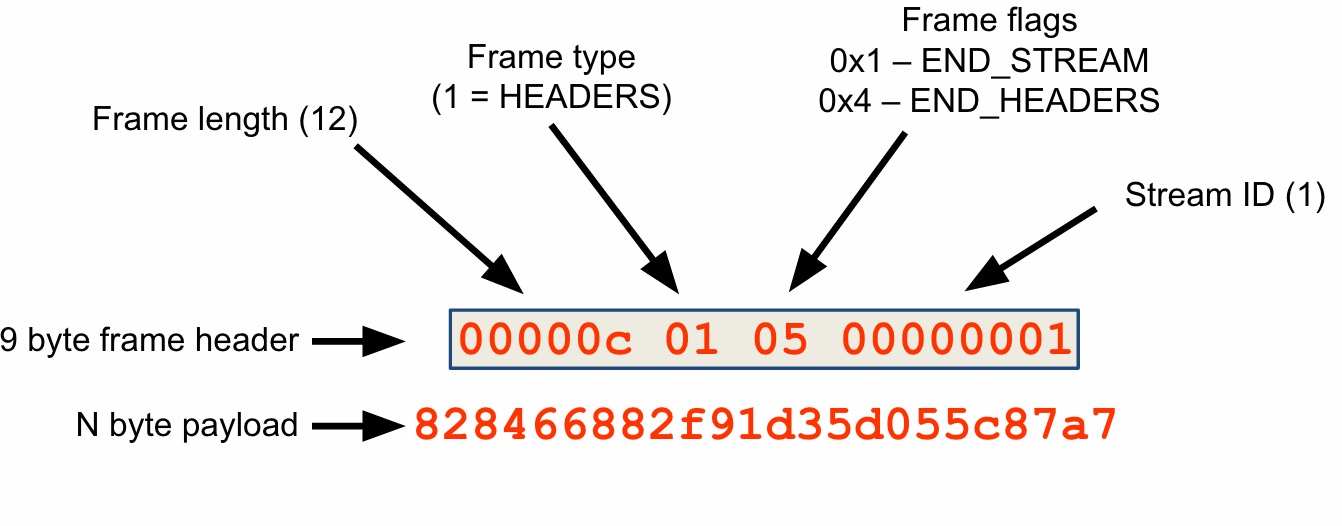 Frame flags
0x1 – END_STREAM
0x4 – END_HEADERS
Frame type
(1 = HEADERS)
Frame length (12)
Stream ID (1)
9 byte frame header
00000c 01 05 00000001
N byte payload
828466882f91d35d055c87a7